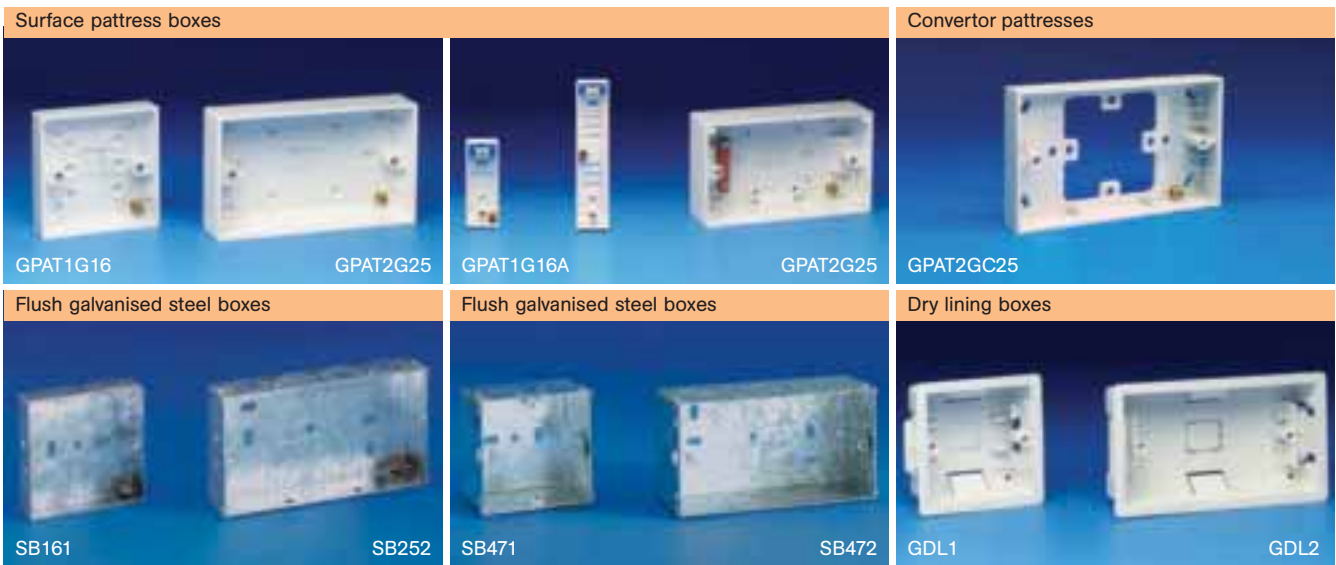 Surface pattress boxes
Convertor pattresses
GPAT1G16 GPAT2G25
GPAT1G16A GPAT2G25
GPAT2GC25
Flush galvanised steel boxes
Flush galvanised steel boxes
Dry lining boxes
SB161 SB252
SB471 SB472
GDL1 GDL2